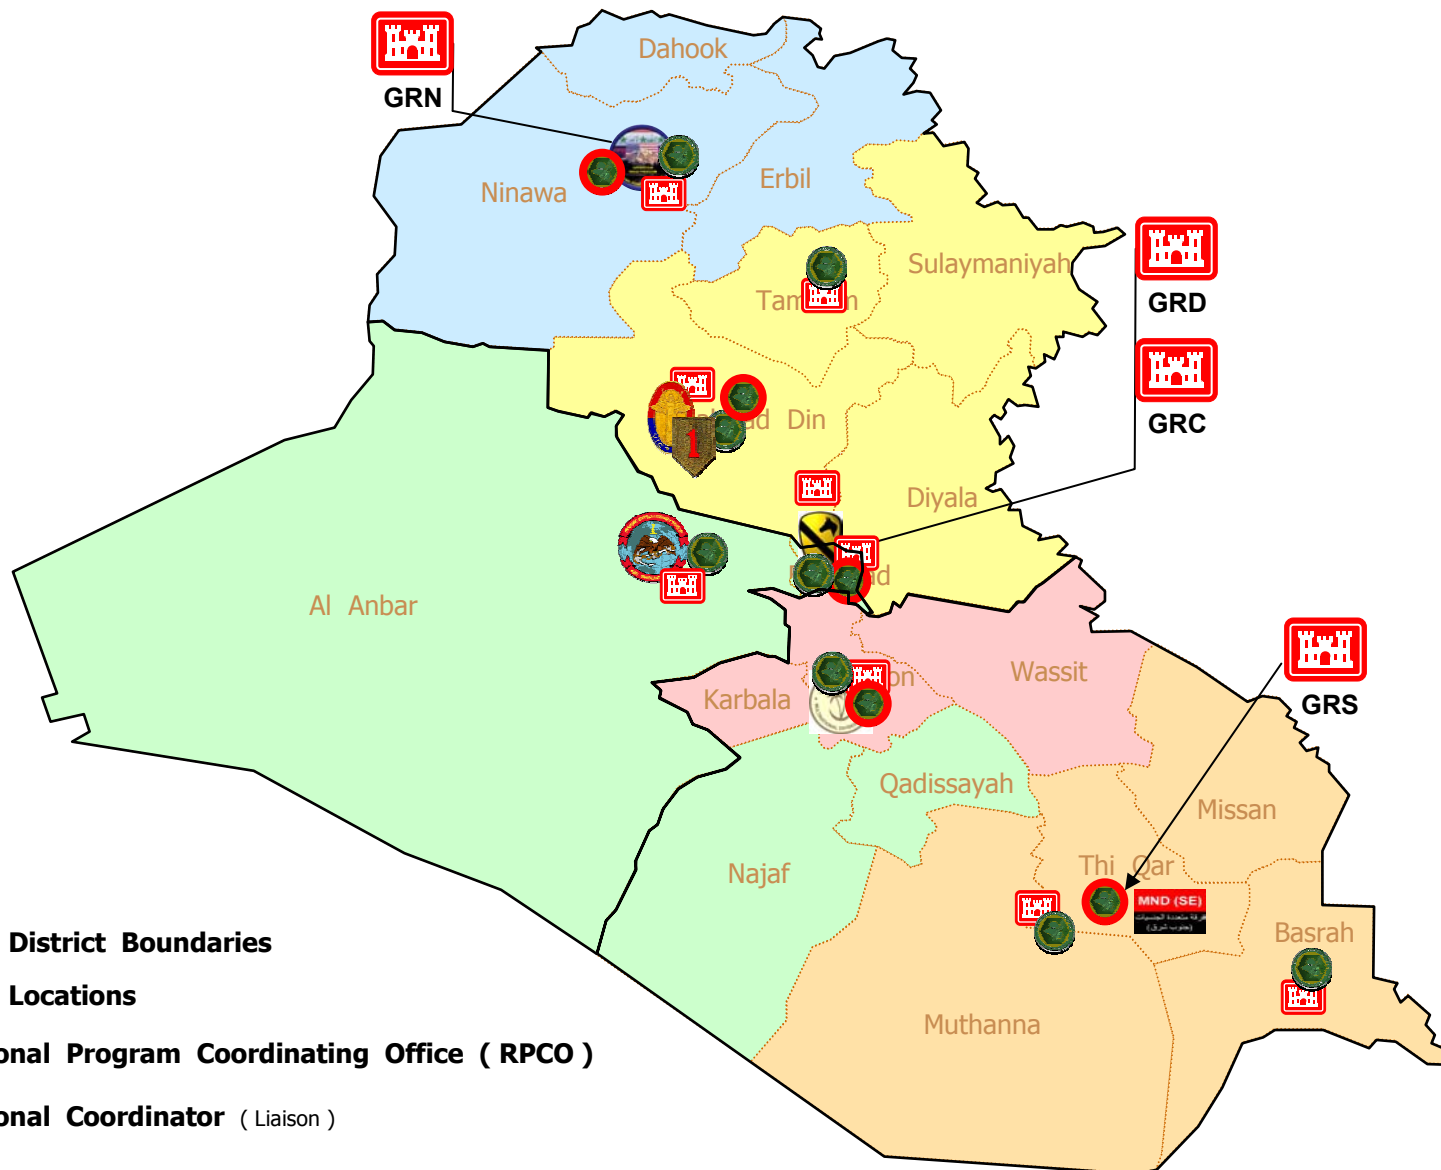 Dahook
GRN
Ninawa
Erbil
Sulaymaniyah
GRD
GRC
Din
Diyala
Al Anbar
Karbala
Wassit
GRS
Qadissayah
Missan
Najaf
Thi Qar
MND (SE)
Basrah
Muthanna
District Boundaries
Locations
onal Program Coordinating Office ( RPCO )
onal Coordinator ( Liaison )
1